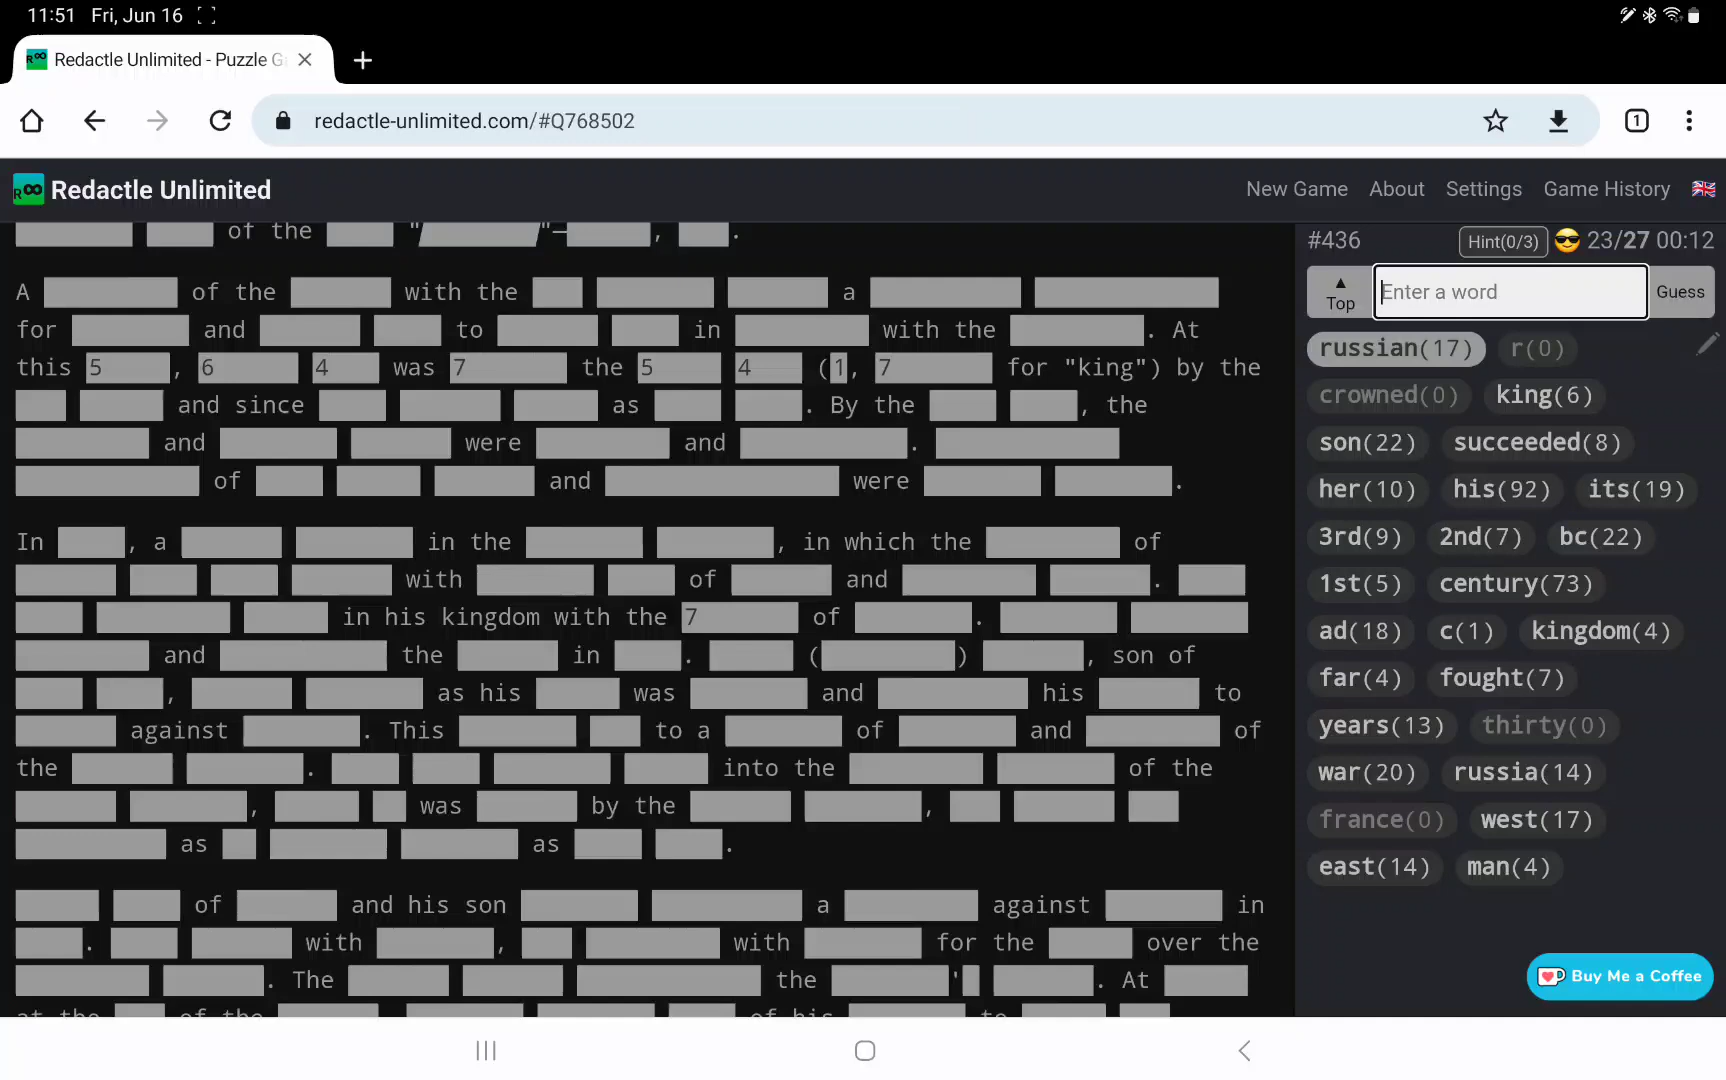 11:51 Fri, Jun 16
Redactle Unlimited - Puzzle G
1
redactle-unlimited.com/#Q768502
R∞ Redactle Unlimited
New Game About Settings Game History
of the ""—, .
#436 Hint(0/3) 😎 23/27 00:12
A of the with the a
▲ Top Enter a word Guess
for and to in with the . At
this 5, 6 4 was 7 the 5 4 (1, 7 for "king") by the
and since as . By the , the
and were and .
of and were .
In , a in the , in which the of
with of and .
in his kingdom with the 7 of .
and the in . () , son of
, as his was and his to
against . This to a of and of
the . into the of the
, was by the ,
as as .
of and his son a against in
. with , with for the over the
. The the ' . At
at the of the of his to
russian(17) r(0)
crowned(0) king(6)
son(22) succeeded(8)
her(10) his(92) its(19)
3rd(9) 2nd(7) bc(22)
1st(5) century(73)
ad(18) c(1) kingdom(4)
far(4) fought(7)
years(13) thirty(0)
war(20) russia(14)
france(0) west(17)
east(14) man(4)
Buy Me a Coffee